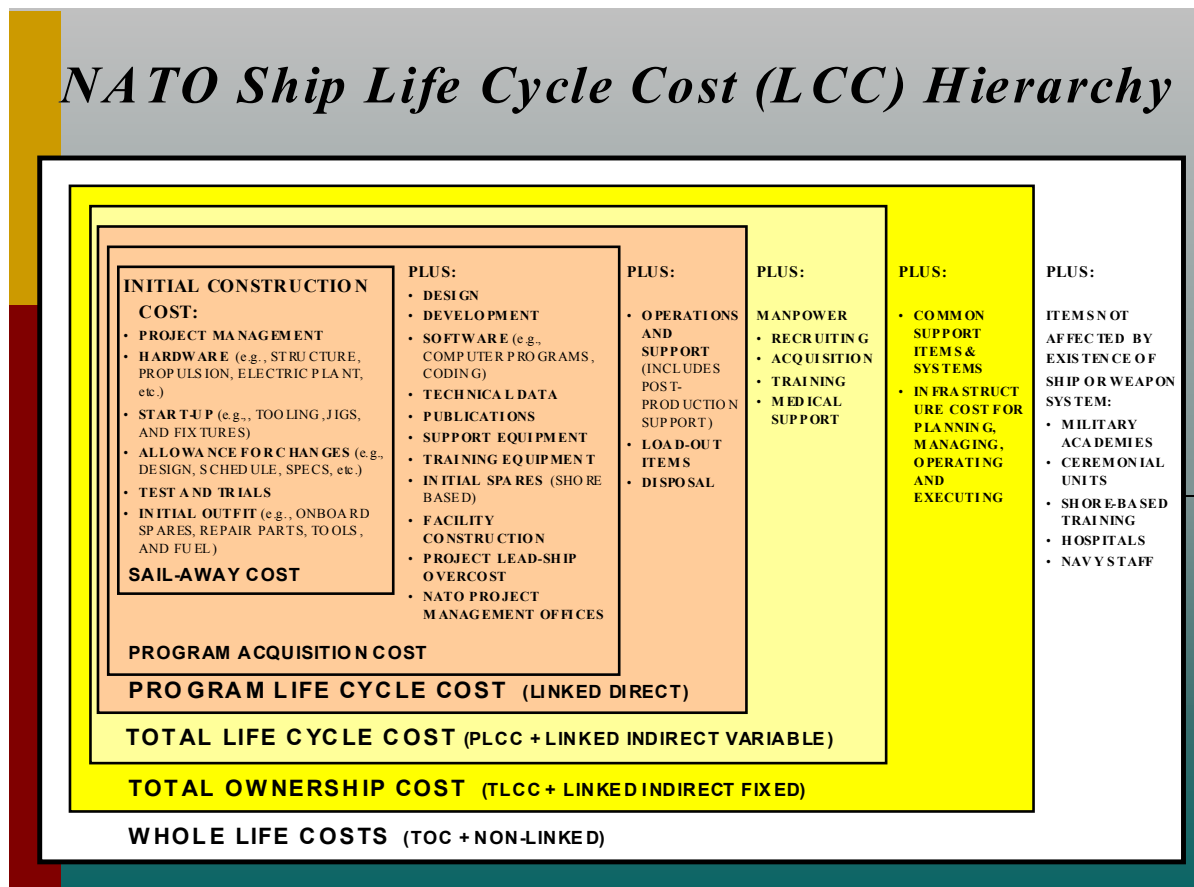 NATO Ship Life Cycle Cost (LCC) Hierarchy
INITIAL CONSTRUCTION
COST:
• PROJECT MANAGEMENT
• HARDWARE (e.g., STRUCTURE,
PROPULSION, ELECTRIC PLANT,
etc.)
• START-UP (e.g., TOOLING, JIGS,
AND FIXTURES)
• ALLOWANCE FOR CHANGES (e.g.,
DESIGN, SCHEDULE, SPECS, etc.)
• TEST AND TRIALS
• INITIAL OUTFIT (e.g., ONBOARD
SPARES, REPAIR PARTS, TOOLS,
AND FUEL)
SAIL-AWAY COST
PLUS:
• DESIGN
• DEVELOPMENT
• SOFTWARE (e.g.,
COMPUTER PROGRAMS,
CODING)
• TECHNICAL DATA
• PUBLICATIONS
• SUPPORT EQUIPMENT
• TRAINING EQUIPMENT
• INITIAL SPARES (SHORE
BASED)
• FACILITY
CONSTRUCTION
• PROJECT LEAD-SHIP
OVERCOST
• NATO PROJECT
MANAGEMENT OFFICES
PROGRAM ACQUISITION COST
PLUS:
• OPERATIONS
AND
SUPPORT
(INCLUDES
POST-
PRODUCTION
SUPPORT)
• LOAD-OUT
ITEMS
• DISPOSAL
PROGRAM LIFE CYCLE COST (LINKED DIRECT)
PLUS:
MANPOWER
• RECRUITING
• ACQUISITION
• TRAINING
• MEDICAL
SUPPORT
TOTAL LIFE CYCLE COST (PLCC + LINKED INDIRECT VARIABLE)
PLUS:
• COMMON
SUPPORT
ITEMS &
SYSTEMS
• INFRASTRUCT
URE COST FOR
PLANNING,
MANAGING,
OPERATING
AND
EXECUTING
TOTAL OWNERSHIP COST (TLCC + LINKED INDIRECT FIXED)
PLUS:
ITEMS NOT
AFFECTED BY
EXISTENCE OF
SHIP OR WEAPON
SYSTEM:
• MILITARY
ACADEMIES
• CEREMONIAL
UNITS
• SHORE-BASED
TRAINING
• HOSPITALS
• NAVY STAFF
WHOLE LIFE COSTS (TOC + NON-LINKED)